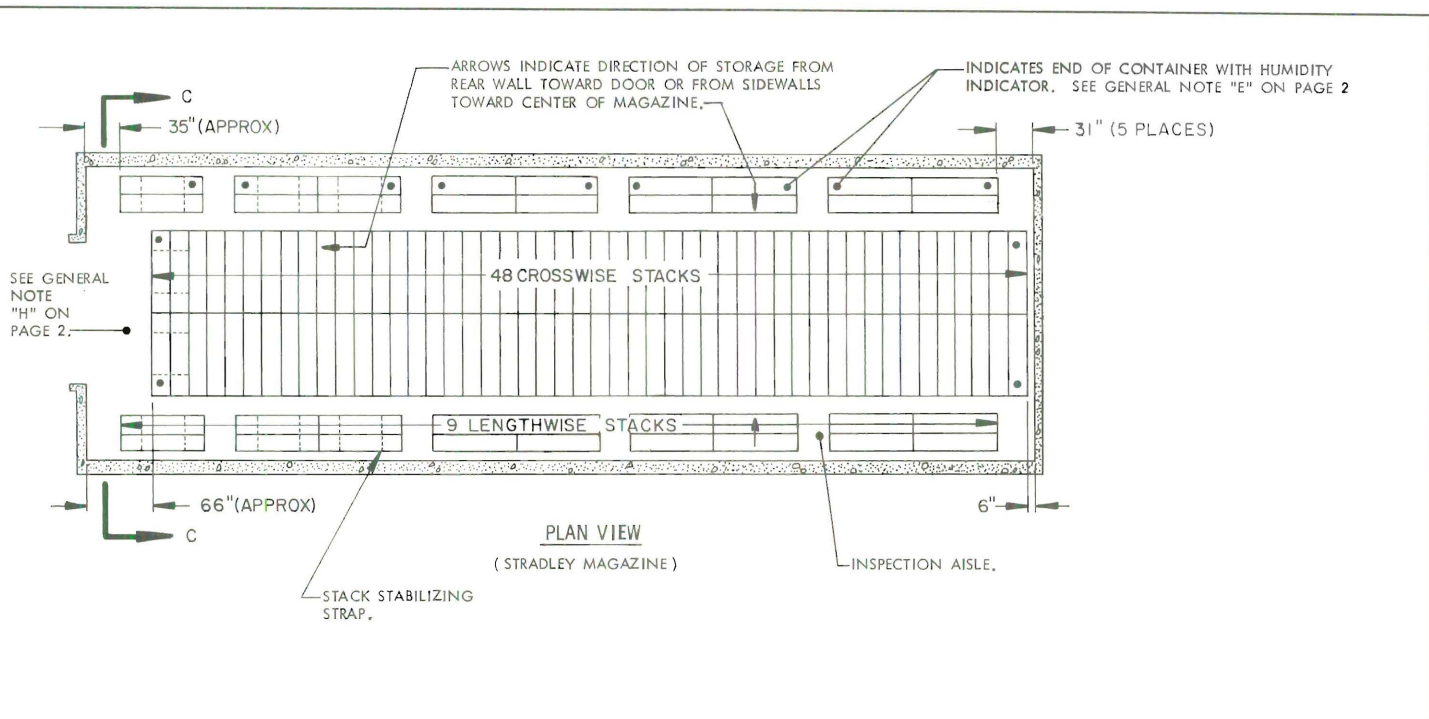 ARROWS INDICATE DIRECTION OF STORAGE FROM
REAR WALL TOWARD DOOR OR FROM SIDEWALLS
TOWARD CENTER OF MAGAZINE.
INDICATES END OF CONTAINER WITH HUMIDITY
INDICATOR. SEE GENERAL NOTE "E" ON PAGE 2
C
35" (APPROX)
31" (5 PLACES)
48 CROSSWISE STACKS
SEE GENERAL
NOTE
"H" ON
PAGE 2.
9 LENGTHWISE STACKS
66" (APPROX)
6"
C
PLAN VIEW
( STRADLEY MAGAZINE )
INSPECTION AISLE.
STACK STABILIZING
STRAP.